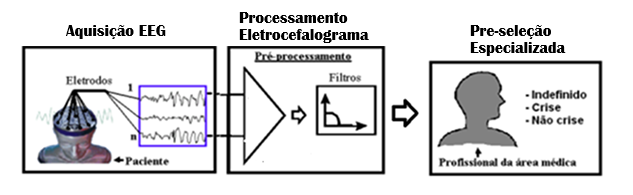 Aquisição EEG
Processamento
Eletrocefalograma
Pre-seleção
Especializada
Eletrodos
1
n
Paciente
Pré-processamento
Filtros
- Indefinido
- Crise
- Não crise
Profissional da área médica